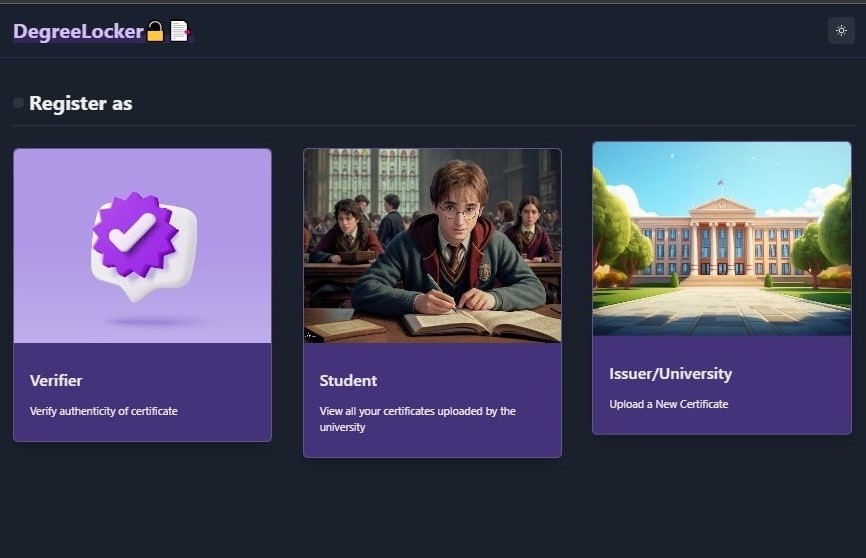 DegreeLocker🔓📑
Register as
Verifier
Verify authenticity of certificate
Student
View all your certificates uploaded by the
university
Issuer/University
Upload a New Certificate